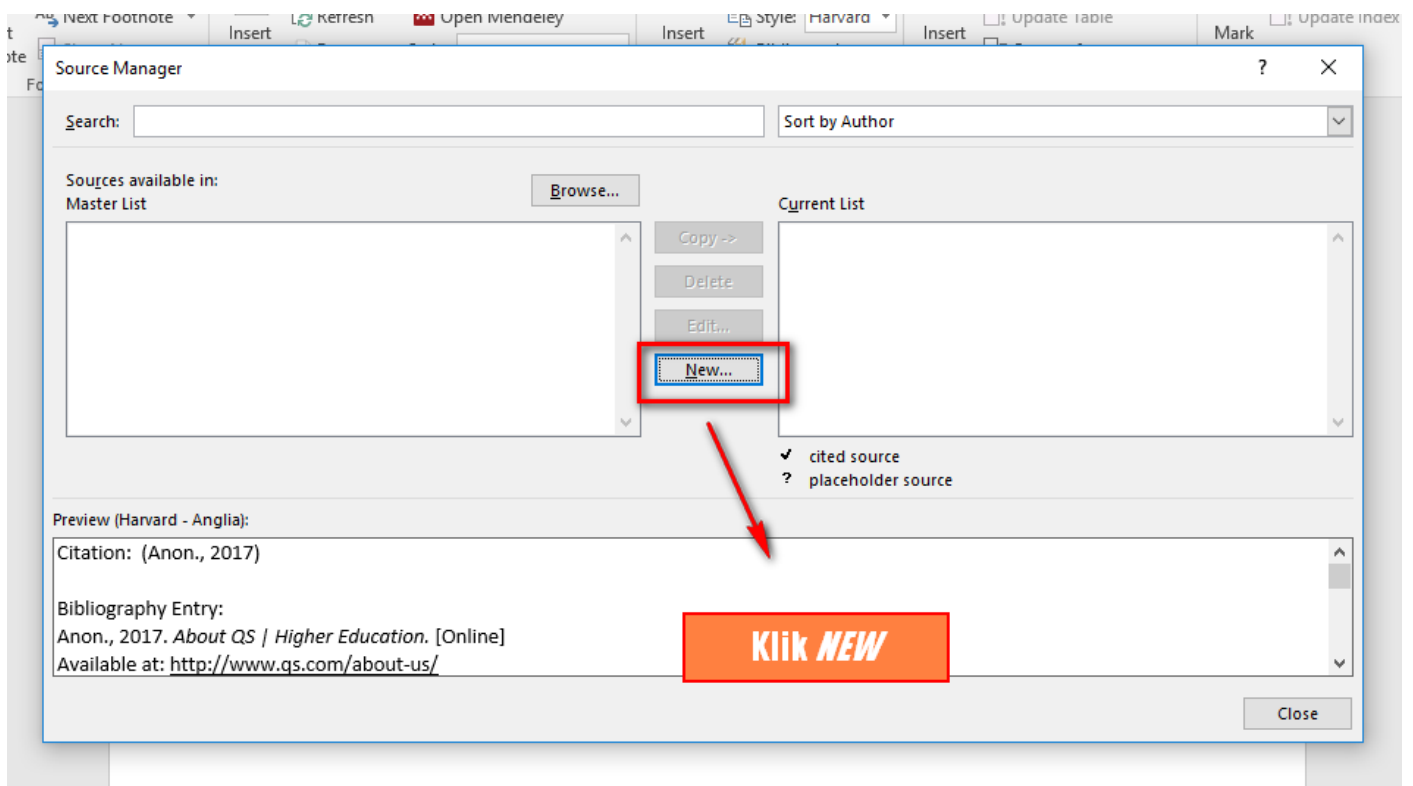 Next Footnote
Refresh
Open Mendeley
Style: Harvard
Update Table
Update Index
Insert
Insert
Insert
Mark
Source Manager
?
Search:
Sort by Author
Sources available in:
Master List
Browse...
Current List
Copy ->
Delete
Edit...
New...
cited source
? placeholder source
Preview (Harvard - Anglia):
Citation: (Anon., 2017)
Bibliography Entry:
Anon., 2017. About QS | Higher Education. [Online]
Available at: http://www.qs.com/about-us/
Klik NEW
Close